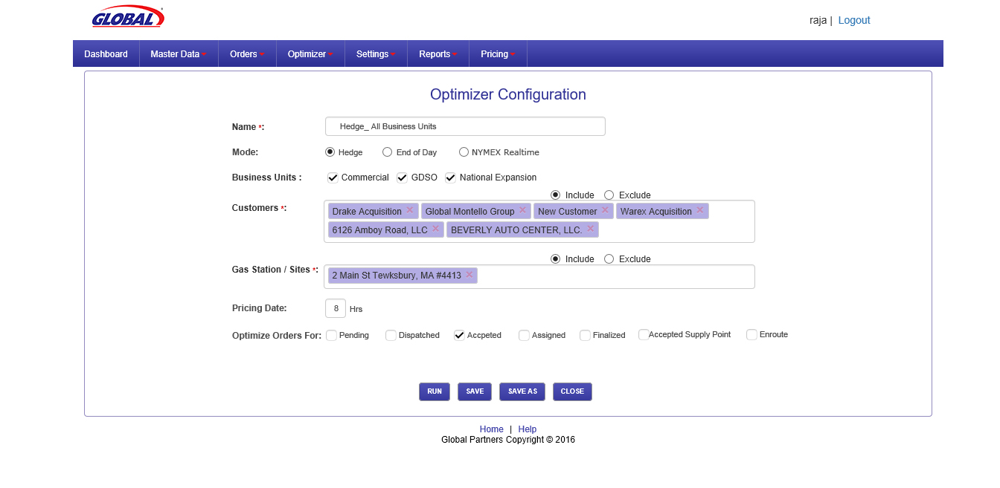 GLOBAL
raja | Logout
Dashboard Master Data Orders Optimizer Settings Reports Pricing
Optimizer Configuration
Name *: Hedge_ All Business Units
Mode: Hedge End of Day NYMEX Realtime
Business Units : Commercial GDSO National Expansion
Include Exclude
Customers *: Drake Acquisition × Global Montello Group × New Customer × Warex Acquisition ×
6126 Amboy Road, LLC × BEVERLY AUTO CENTER, LLC. ×
Include Exclude
Gas Station / Sites *: 2 Main St Tewksbury, MA #4413 ×
Pricing Date: 8 Hrs
Optimize Orders For: Pending Dispatched Accpeted Assigned Finalized Accepted Supply Point Enroute
RUN SAVE SAVE AS CLOSE
Home | Help
Global Partners Copyright © 2016